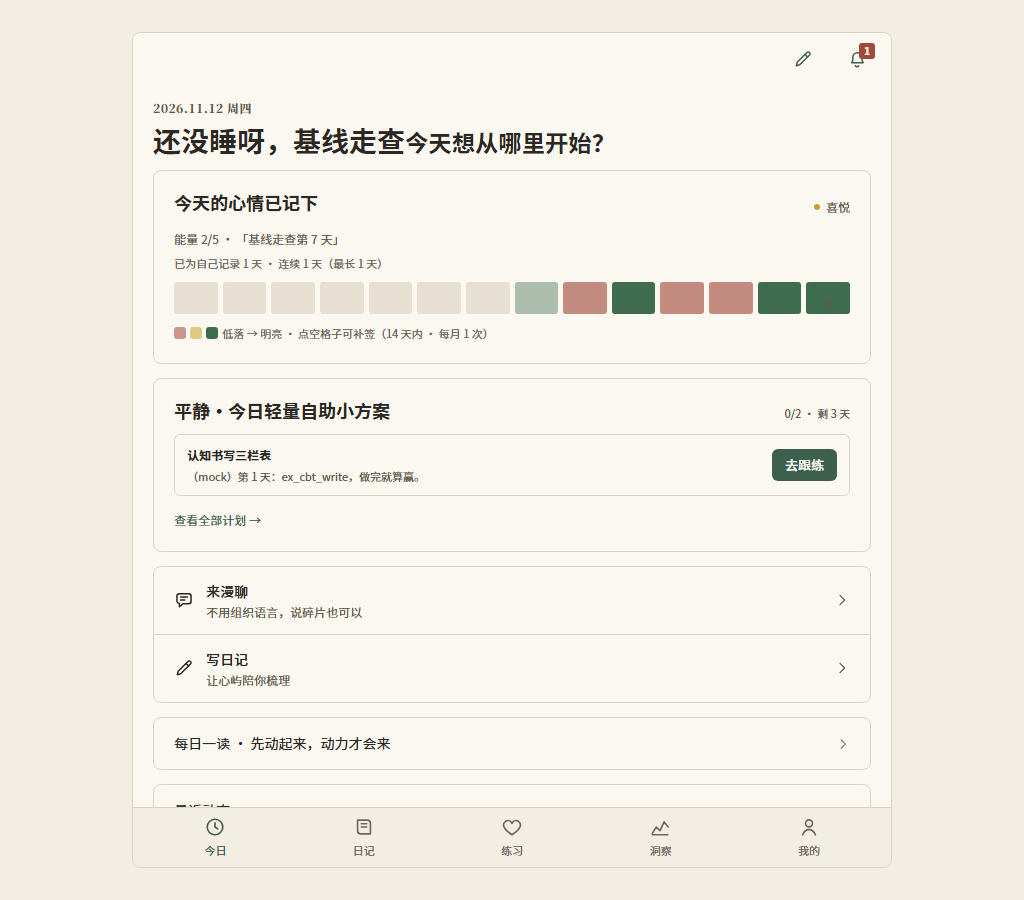 1
2026.11.12 周四
还没睡呀，基线走查今天想从哪里开始？
今天的心情已记下
喜悦
能量 2/5 · 「基线走查第 7 天」
已为自己记录 1 天 · 连续 1 天（最长 1 天）
低落 → 明亮 · 点空格子可补签（14 天内 · 每月 1 次）
平静·今日轻量自助小方案
0/2 · 剩 3 天
认知书写三栏表
（mock）第 1 天：ex_cbt_write，做完就算赢。
去跟练
查看全部计划 →
来漫聊
不用组织语言，说碎片也可以
写日记
让心屿陪你梳理
每日一读 · 先动起来，动力才会来
今日
日记
练习
洞察
我的